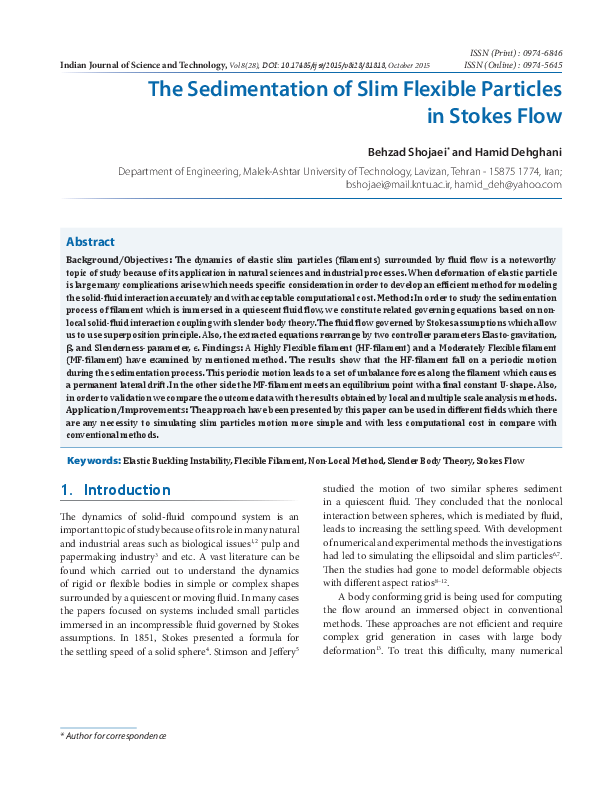 ISSN (Print) : 0974-6846
Indian Journal of Science and Technology, Vol 8(28), DOI: 10.17485/ijst/2015/v8i28/81818, October 2015
ISSN (Online) : 0974-5645
The Sedimentation of Slim Flexible Particles
in Stokes Flow
Behzad Shojaei* and Hamid Dehghani
Department of Engineering, Malek-Ashtar University of Technology, Lavizan, Tehran - 15875 1774, Iran;
bshojaei@mail.kntu.ac.ir, hamid_deh@yahoo.com
Abstract
Background/Objectives: The dynamics of elastic slim particles (filaments) surrounded by fluid flow is a noteworthy
topic of study because of its application in natural sciences and industrial processes. When deformation of elastic particle
is large many complications arise which needs specific consideration in order to develop an efficient method for modeling
the solid-fluid interaction accurately and with acceptable computational cost. Method: In order to study the sedimentation
process of filament which is immersed in a quiescent fluid flow, we constitute related governing equations based on non-
local solid-fluid interaction coupling with slender body theory. The fluid flow governed by Stokes assumptions which allow
us to use superposition principle. Also, the extracted equations rearrange by two controller parameters Elasto-gravitation,
β, and Slenderness-parameter, ϵ. Findings: A Highly Flexible filament (HF-filament) and a Moderately Flexible filament
(MF-filament) have examined by mentioned method. The results show that the HF-filament fall on a periodic motion
during the sedimentation process. This periodic motion leads to a set of unbalance forces along the filament which causes
a permanent lateral drift. In the other side the MF-filament meets an equilibrium point with a final constant U-shape. Also,
in order to validation we compare the outcome data with the results obtained by local and multiple scale analysis methods.
Application/Improvements: The approach have been presented by this paper can be used in different fields which there
are any necessity to simulating slim particles motion more simple and with less computational cost in compare with
conventional methods.
Keywords: Elastic Buckling Instability, Flexible Filament, Non-Local Method, Slender Body Theory, Stokes Flow
1. Introduction
The dynamics of solid-fluid compound system is an
important topic of study because of its role in many natural
and industrial areas such as biological issues1,2 pulp and
papermaking industry3 and etc. A vast literature can be
found which carried out to understand the dynamics
of rigid or flexible bodies in simple or complex shapes
surrounded by a quiescent or moving fluid. In many cases
the papers focused on systems included small particles
immersed in an incompressible fluid governed by Stokes
assumptions. In 1851, Stokes presented a formula for
the settling speed of a solid sphere4. Stimson and Jeffery5
studied the motion of two similar spheres sediment
in a quiescent fluid. They concluded that the nonlocal
interaction between spheres, which is mediated by fluid,
leads to increasing the settling speed. With development
of numerical and experimental methods the investigations
had led to simulating the ellipsoidal and slim particles6,7.
Then the studies had gone to model deformable objects
with different aspect ratios8–12.
A body conforming grid is being used for computing
the flow around an immersed object in conventional
methods. These approaches are not efficient and require
complex grid generation in cases with large body
deformation13. To treat this difficulty, many numerical
* Author for correspondence